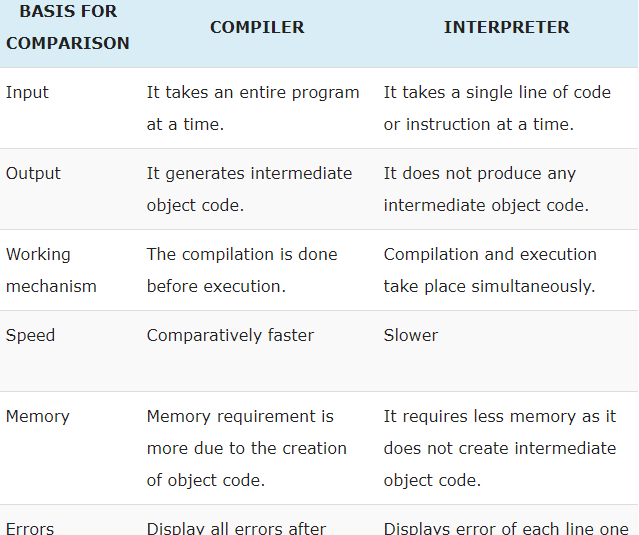 BASIS FOR
COMPARISON
COMPILER
INTERPRETER
Input
It takes an entire program
at a time.
It takes a single line of code
or instruction at a time.
Output
It generates intermediate
object code.
It does not produce any
intermediate object code.
Working
mechanism
The compilation is done
before execution.
Compilation and execution
take place simultaneously.
Speed
Comparatively faster
Slower
Memory
Memory requirement is
more due to the creation
of object code.
It requires less memory as it
does not create intermediate
object code.
Errors
Display all errors after
Displays error of each line one